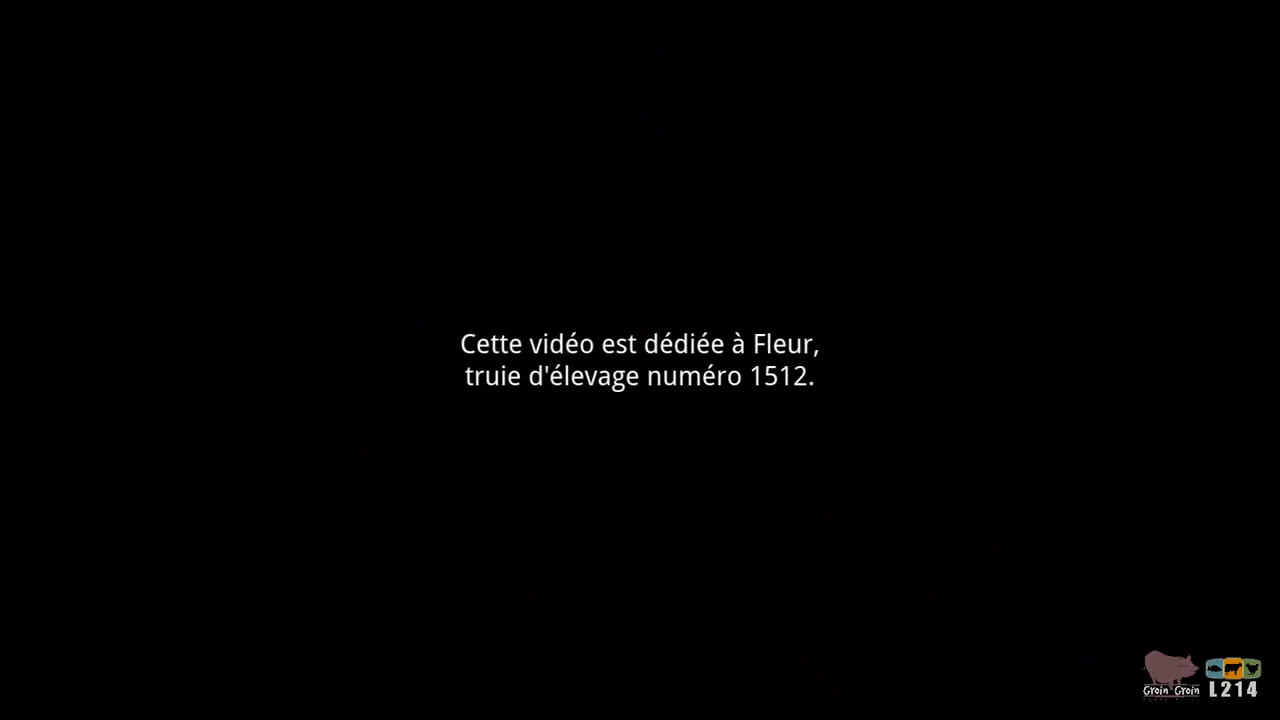 Cette vidéo est dédiée à Fleur,
truie d'élevage numéro 1512.
Groin Groin
L214